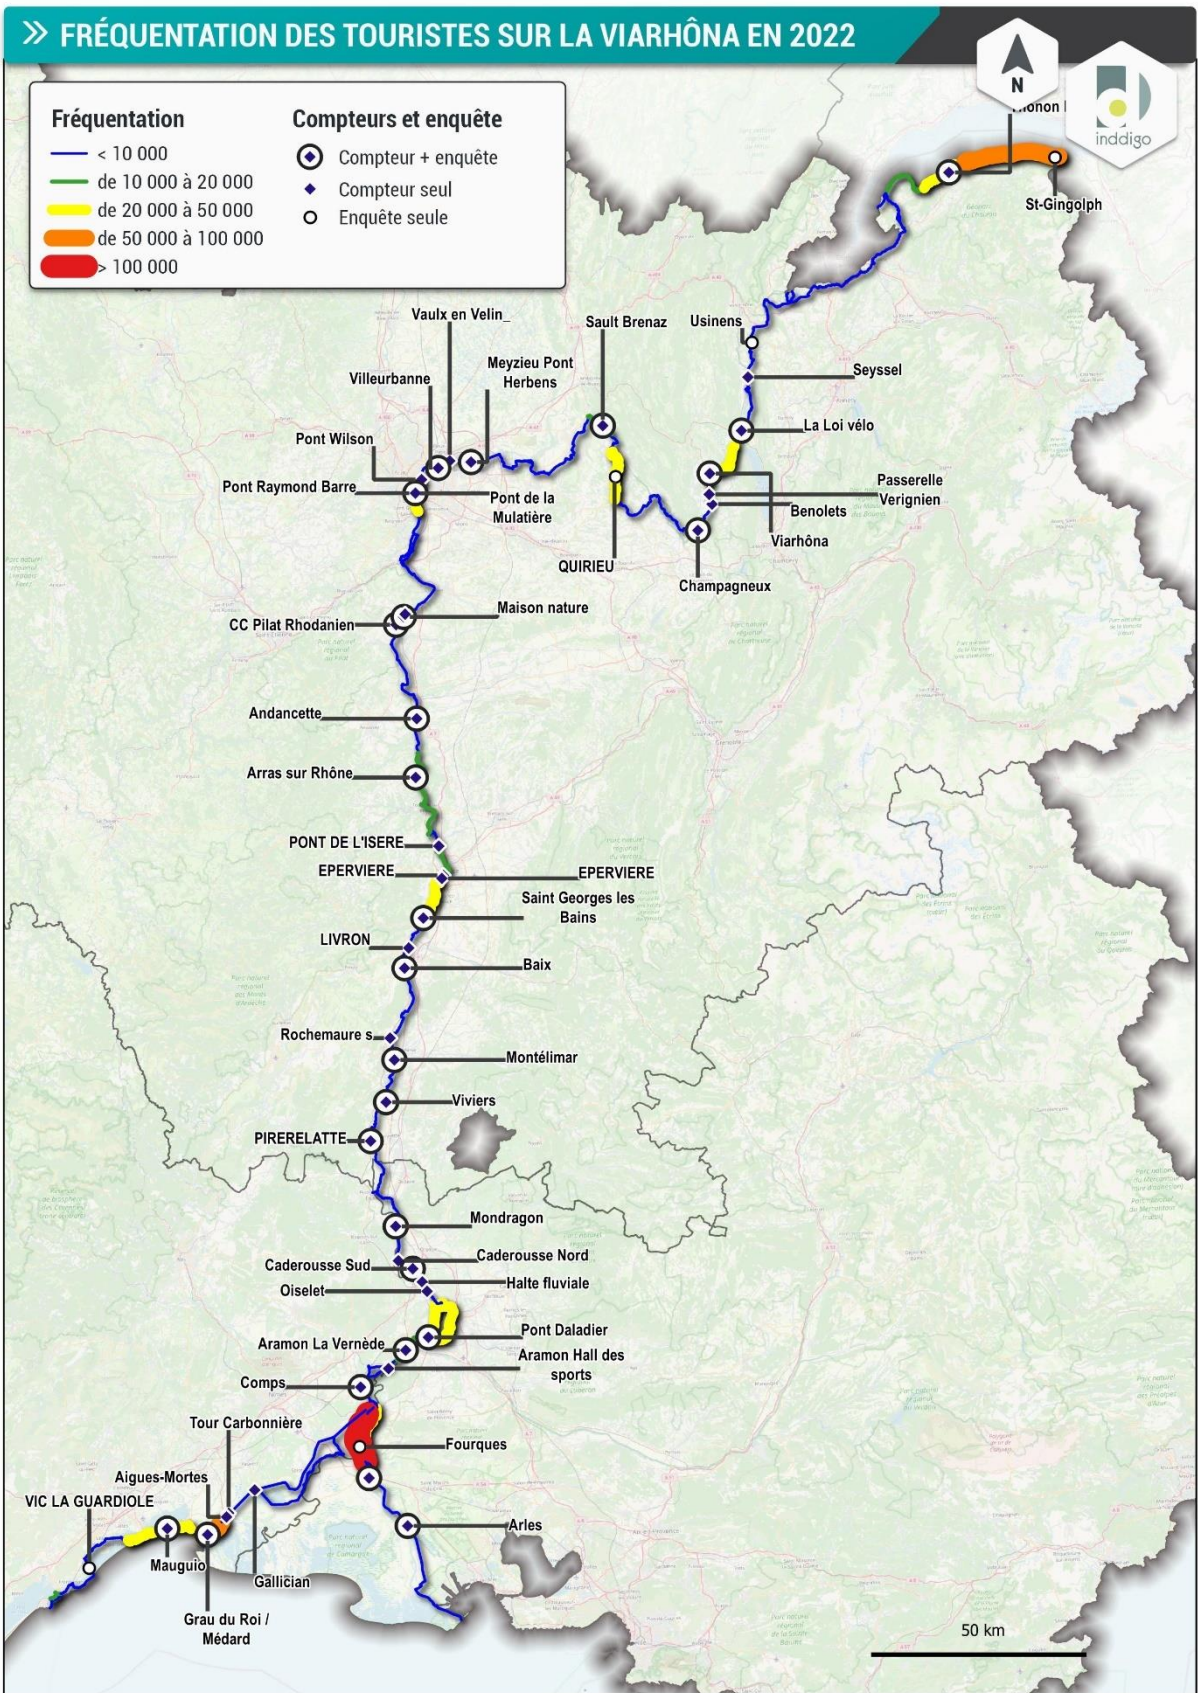 FRÉQUENTATION DES TOURISTES SUR LA VIARHÔNA EN 2022
N
inddigo
Fréquentation
< 10 000
de 10 000 à 20 000
de 20 000 à 50 000
de 50 000 à 100 000
> 100 000
Compteurs et enquête
Compteur + enquête
Compteur seul
Enquête seule
St-Gingolph
Vaulx en Velin_
Sault Brenaz
Usinens
Meyzieu Pont
Herbens
Villeurbanne
Seyssel
La Loi vélo
Pont Wilson
Pont Raymond Barre
Pont de la
Mulatière
Passerelle
Verignien
Benolets
Viarhôna
QUIRIEU
Champagneux
Maison nature
CC Pilat Rhodanien
Andancette
Arras sur Rhône
PONT DE L'ISERE
EPERVIERE
EPERVIERE
Saint Georges les
Bains
LIVRON
Baix
Rochemaure s
Montélimar
Viviers
PIRERELATTE
Mondragon
Caderousse Nord
Caderousse Sud
Halte fluviale
Oiselet
Pont Daladier
Aramon La Vernède
Aramon Hall des
sports
Comps
Tour Carbonnière
Fourques
Aigues-Mortes
VIC LA GUARDIOLE
Arles
Mauguio
Gallician
Grau du Roi /
Médard
50 km